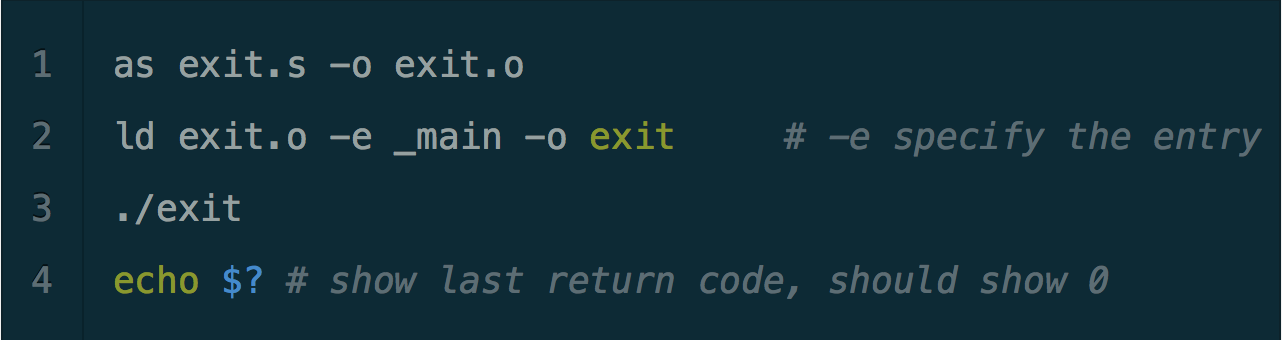 1 as exit.s -o exit.o
2 ld exit.o -e _main -o exit # -e specify the entry
3 ./exit
4 echo $? # show last return code, should show 0